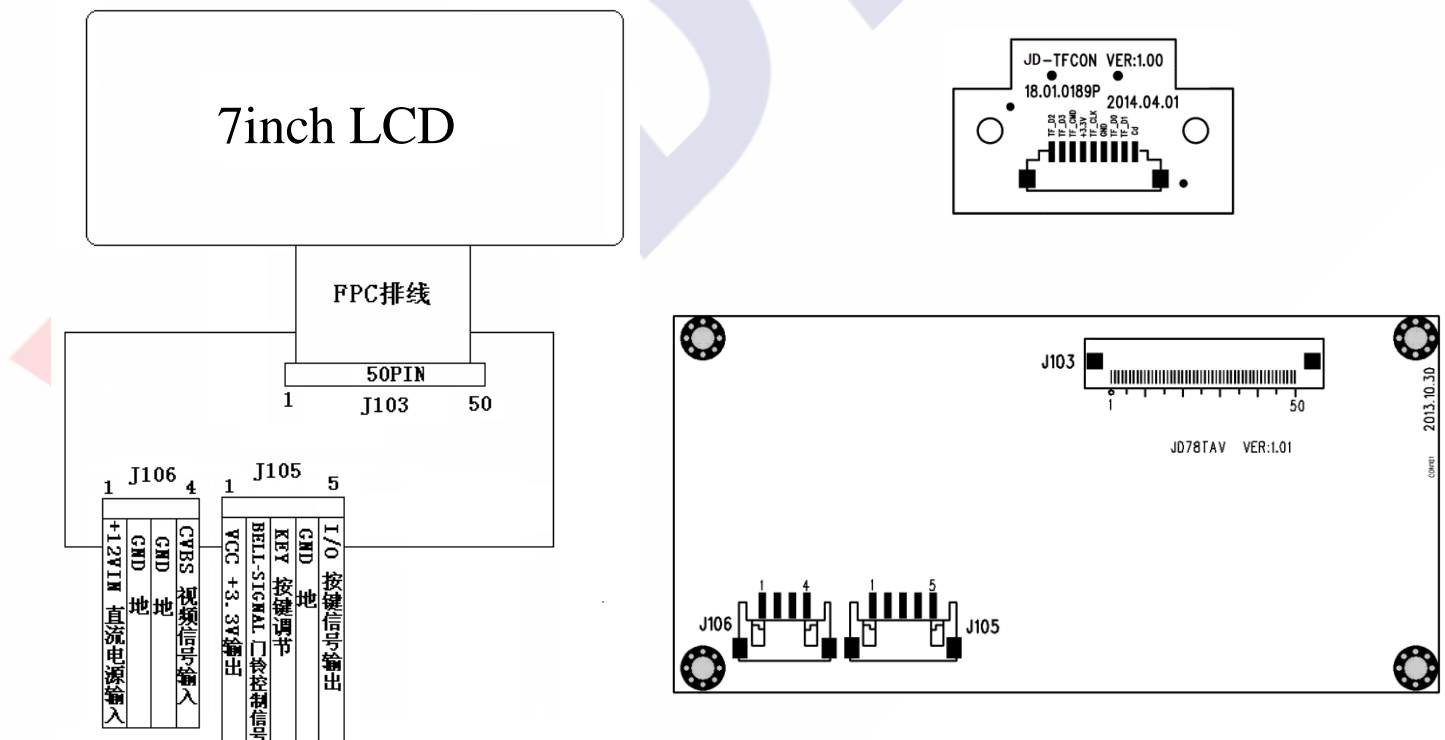 7inch LCD
FPC排线
50PIN
1 J103 50
J106
1 4
J105
1 5
+12VIN 直流电源输入
GND 地
GND 地
CVBS 视频信号输入
VCC +3.3V输出
BELL-SIGNAL 门铃控制信号
KEY 按键调节
GND 地
I/O 按键信号输出
JD-TFCON VER:1.00
18.01.0189P
2014.04.01
TF_D2
TF_D3
TF_CMD
+3.3V
TF_CLK
GND
TF_D0
TF_D1
Cd
J103
1 50
2013.10.30
JD78TAV VER:1.01
CON101
1 4
J106
1 5
J105